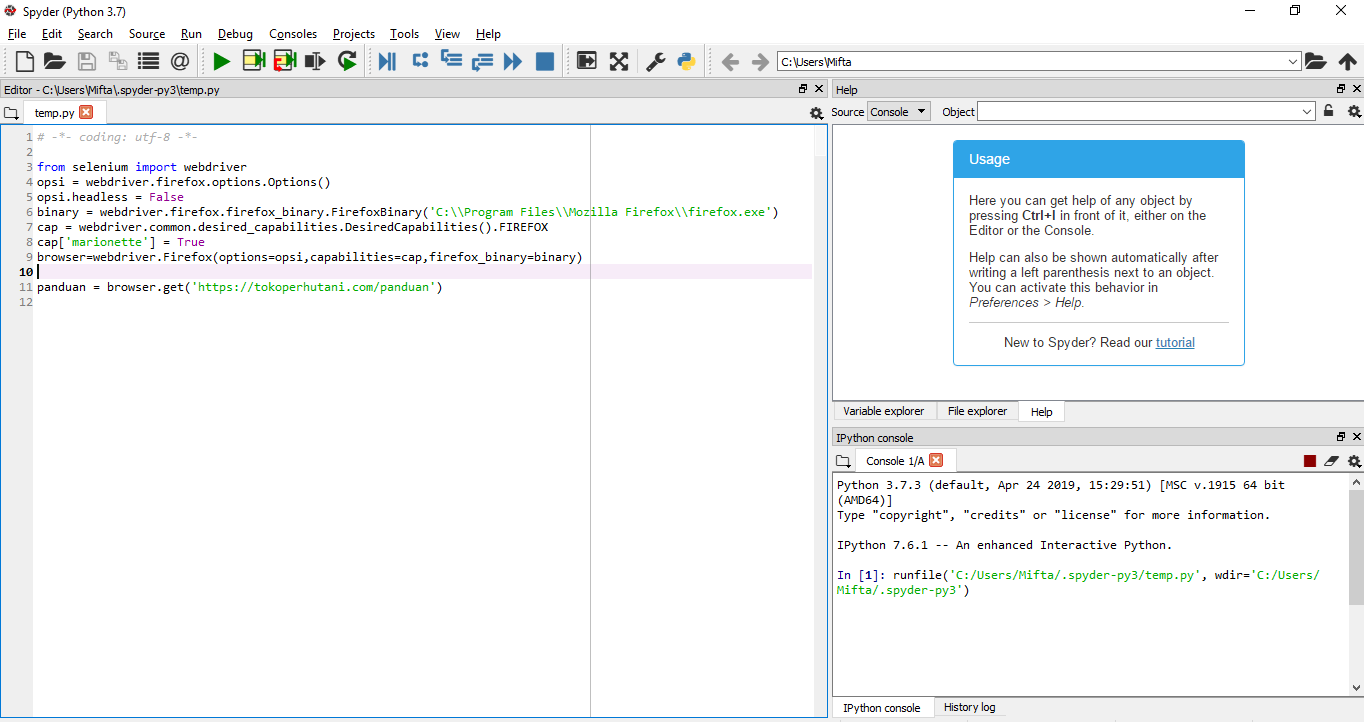 Spyder (Python 3.7)
File Edit Search Source Run Debug Consoles Projects Tools View Help
C:\Users\Mifta
Editor - C:\Users\Mifta\.spyder-py3\temp.py
temp.py
1 # -*- coding: utf-8 -*-
2
3 from selenium import webdriver
4 opsi = webdriver.firefox.options.Options()
5 opsi.headless = False
6 binary = webdriver.firefox.firefox_binary.FirefoxBinary('C:\\Program Files\\Mozilla Firefox\\firefox.exe')
7 cap = webdriver.common.desired_capabilities.DesiredCapabilities().FIREFOX
8 cap['marionette'] = True
9 browser=webdriver.Firefox(options=opsi,capabilities=cap,firefox_binary=binary)
10
11 panduan = browser.get('https://tokoperhutani.com/panduan')
12
Help
Source Console Object
Usage
Here you can get help of any object by
pressing Ctrl+I in front of it, either on the
Editor or the Console.
Help can also be shown automatically after
writing a left parenthesis next to an object.
You can activate this behavior in
Preferences > Help.
New to Spyder? Read our tutorial
Variable explorer File explorer Help
IPython console
Console 1/A
Python 3.7.3 (default, Apr 24 2019, 15:29:51) [MSC v.1915 64 bit
(AMD64)]
Type "copyright", "credits" or "license" for more information.
IPython 7.6.1 -- An enhanced Interactive Python.
In [1]: runfile('C:/Users/Mifta/.spyder-py3/temp.py', wdir='C:/Users/
Mifta/.spyder-py3')
IPython console History log